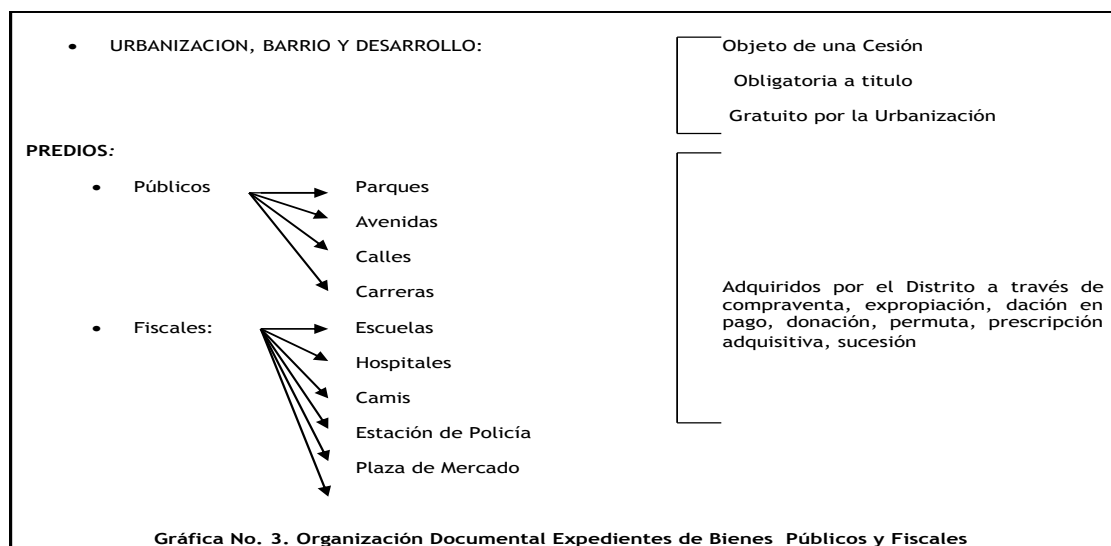 • URBANIZACION, BARRIO Y DESARROLLO:
Objeto de una Cesión
Obligatoria a titulo
Gratuito por la Urbanización
PREDIOS:
• Públicos
Parques
Avenidas
Calles
Carreras
• Fiscales:
Escuelas
Hospitales
Camis
Estación de Policía
Plaza de Mercado
Adquiridos por el Distrito a través de
compraventa, expropiación, dación en
pago, donación, permuta, prescripción
adquisitiva, sucesión
Gráfica No. 3. Organización Documental Expedientes de Bienes Públicos y Fiscales